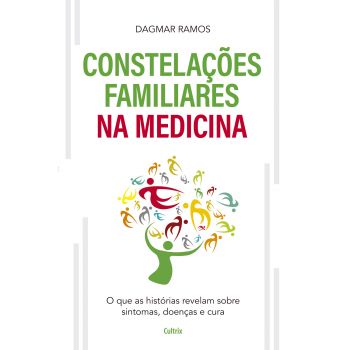 DAGMAR RAMOS
CONSTELAÇÕES
FAMILIARES
NA MEDICINA
O que as histórias revelam sobre
sintomas, doenças e cura
Cultrix